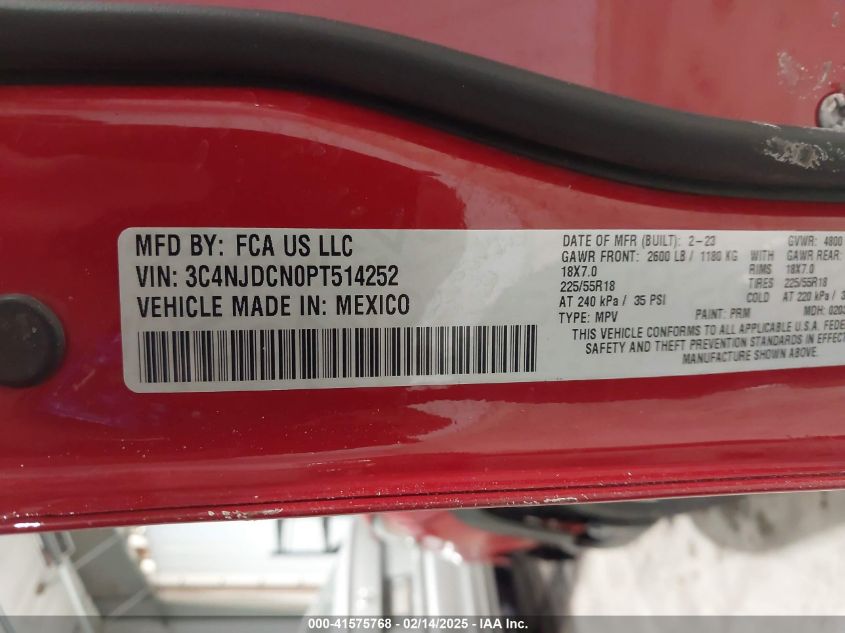 MFD BY: FCA US LLC
VIN: 3C4NJDCN0PT514252
VEHICLE MADE IN: MEXICO
DATE OF MFR (BUILT): 2-23 GVWR: 4800
GAWR FRONT: 2600 LB / 1180 KG WITH GAWR REAR:
18X7.0 RIMS 18X7.0
225/55R18 TIRES 225/55R18
AT 240 kPa / 35 PSI COLD AT 220 kPa /
TYPE: MPV PAINT: PRM MDH:
THIS VEHICLE CONFORMS TO ALL APPLICABLE U.S.A.
SAFETY AND THEFT PREVENTION STANDARDS IN EFFECT
MANUFACTURE SHOWN ABOVE.
000-41575768 - 02/14/2025 - IAA Inc.